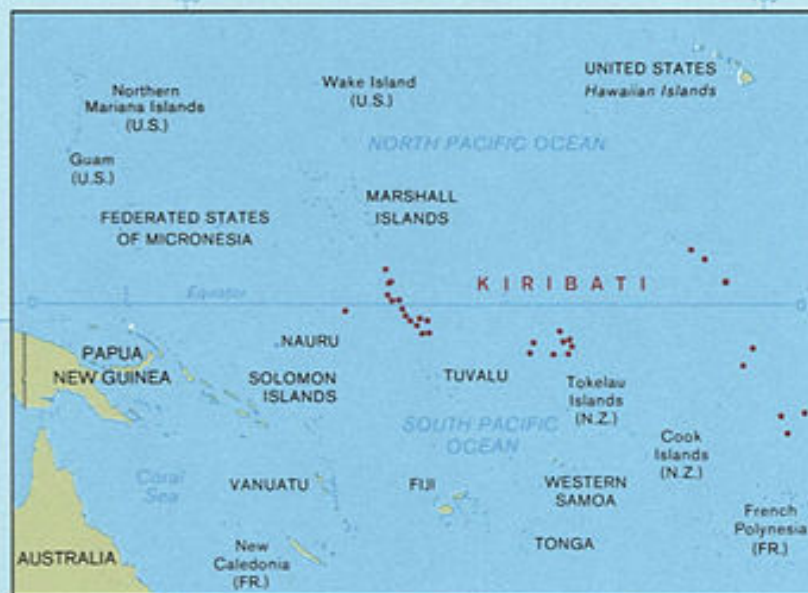 UNITED STATES
Hawaiian Islands
Wake Island
(U.S.)
Northern
Mariana Islands
(U.S.)
NORTH PACIFIC OCEAN
Guam
(U.S.)
MARSHALL
ISLANDS
FEDERATED STATES
OF MICRONESIA
KIRIBATI
Equator
0
0
NAURU
PAPUA
NEW GUINEA
SOLOMON
ISLANDS
TUVALU
Tokelau
Islands
(N.Z.)
SOUTH PACIFIC
OCEAN
Cook
Islands
(N.Z.)
Coral
Sea
VANUATU
FIJI
WESTERN
SAMOA
French
Polynesia
(FR.)
AUSTRALIA
New
Caledonia
(FR.)
TONGA